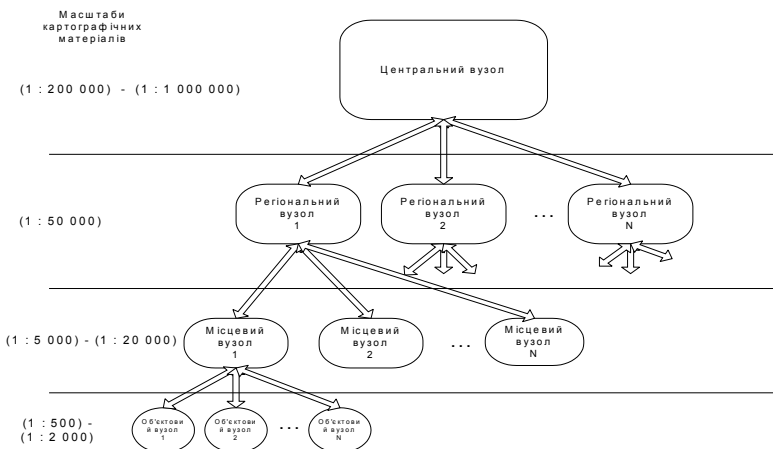 Масштаби
картографічних
матеріалів
Центральний вузол
(1 : 200 000) - (1 : 1 000 000)
Регіональний
вузол
1
Регіональний
вузол
2
...
Регіональний
вузол
N
(1 : 50 000)
Місцевий
вузол
1
Місцевий
вузол
2
...
Місцевий
вузол
N
(1 : 5 000) - (1 : 20 000)
Об'єктови
й вузол
1
Об'єктови
й вузол
2
...
Об'єктови
й вузол
N
(1 : 500) -
(1 : 2 000)